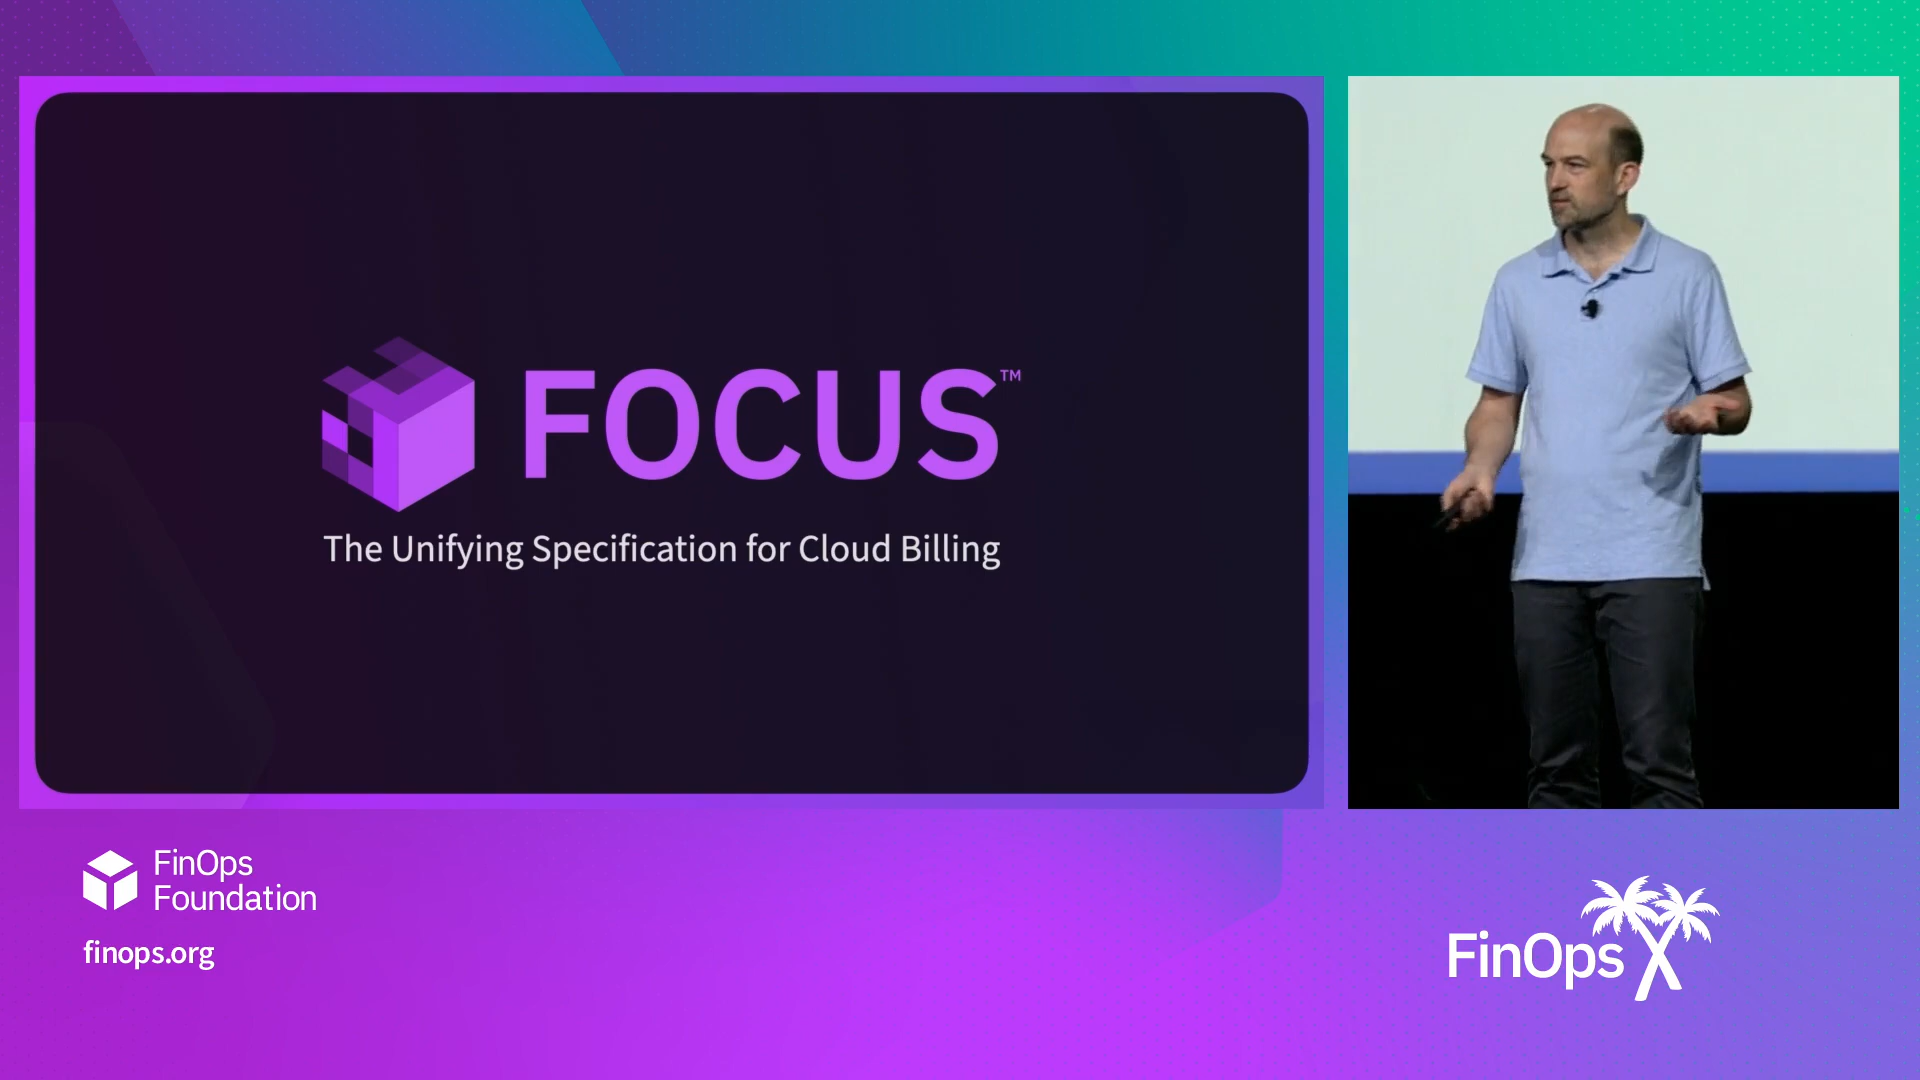 FOCUS™
The Unifying Specification for Cloud Billing
FinOps
Foundation
finops.org
FinOps X